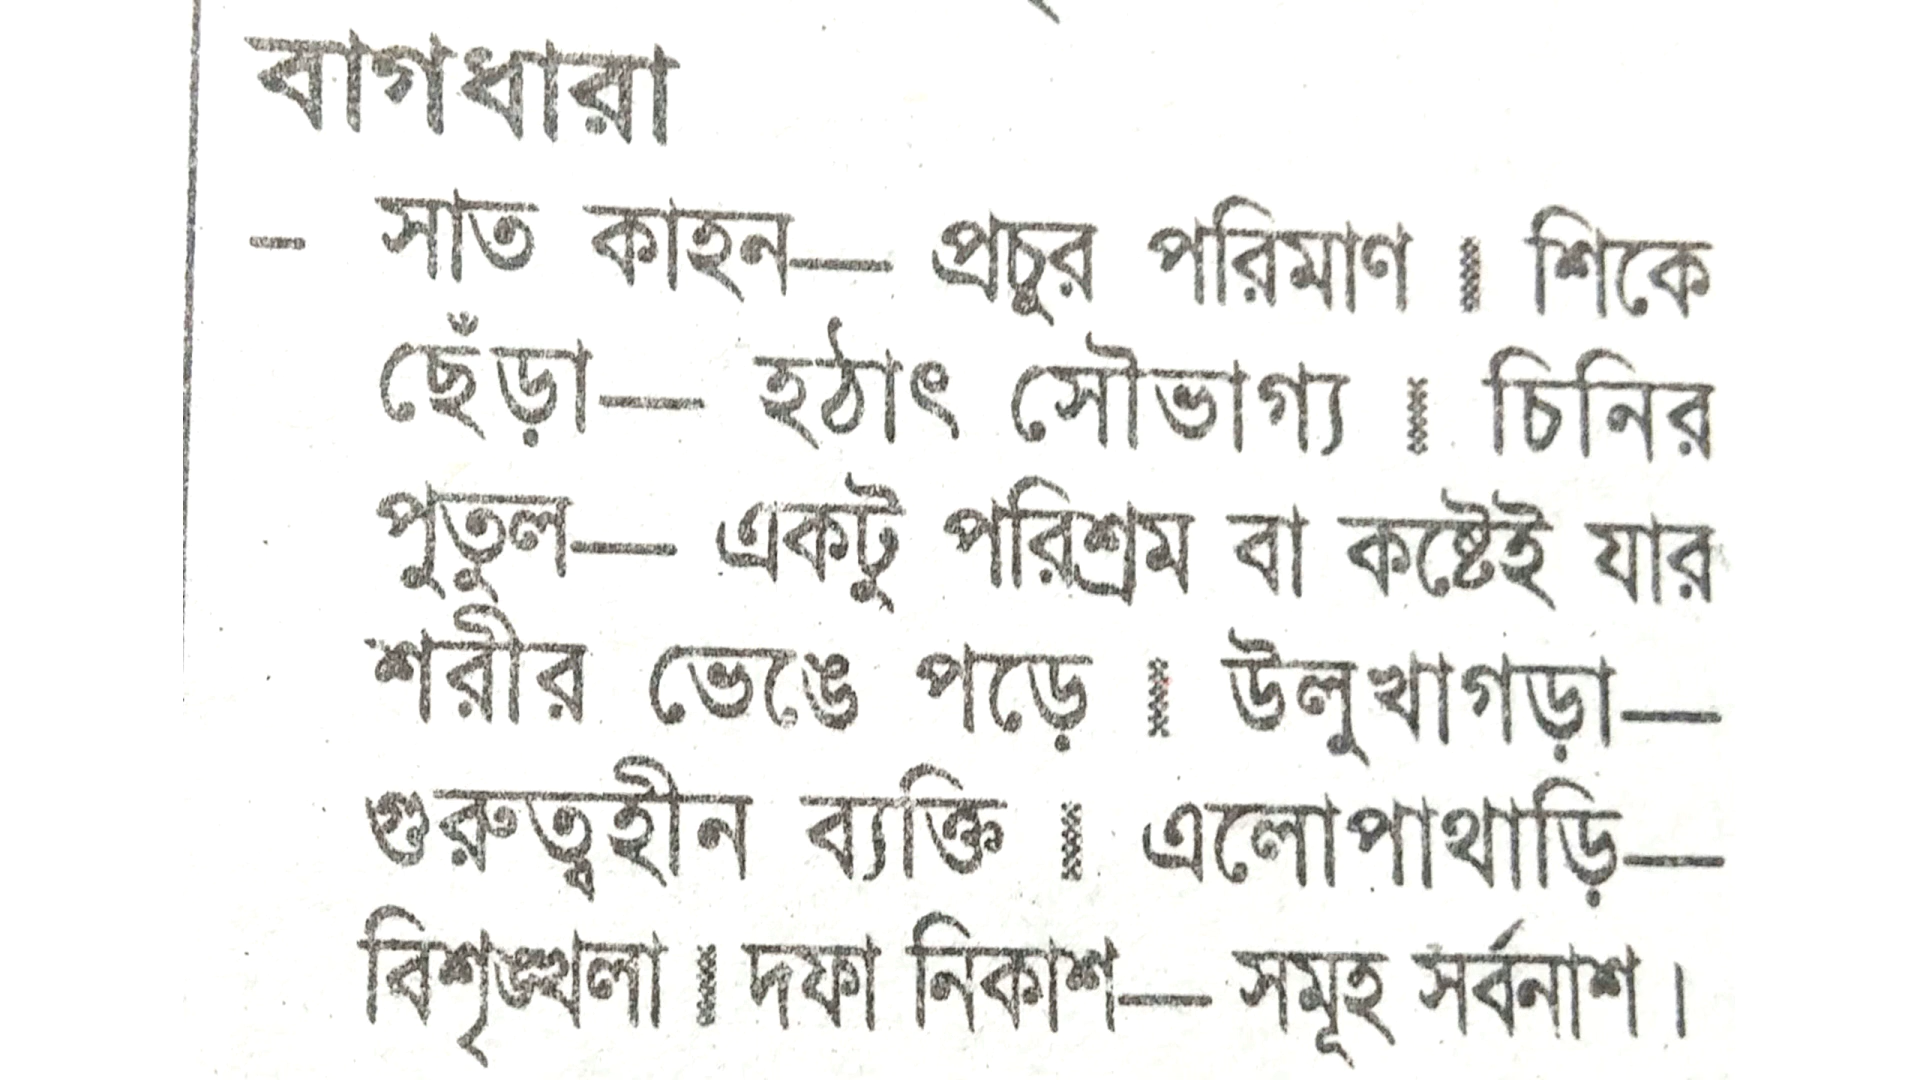 বাগধারা
- সাত কাহন— প্রচুর পরিমাণ ⁞ শিকে
ছেঁড়া— হঠাৎ সৌভাগ্য ⁞ চিনির
পুতুল— একটু পরিশ্রম বা কষ্টেই যার
শরীর ভেঙে পড়ে ⁞ উলুখাগড়া—
গুরুত্বহীন ব্যক্তি ⁞ এলোপাথাড়ি—
বিশৃঙ্খলা ⁞ দফা নিকাশ— সমূহ সর্বনাশ।